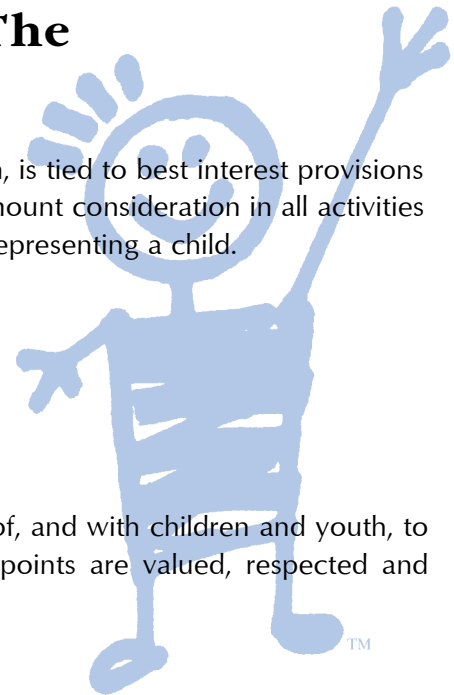 The
, is tied to best interest provisions
ount consideration in all activities
epresenting a child.
of, and with children and youth, to
points are valued, respected and
TM